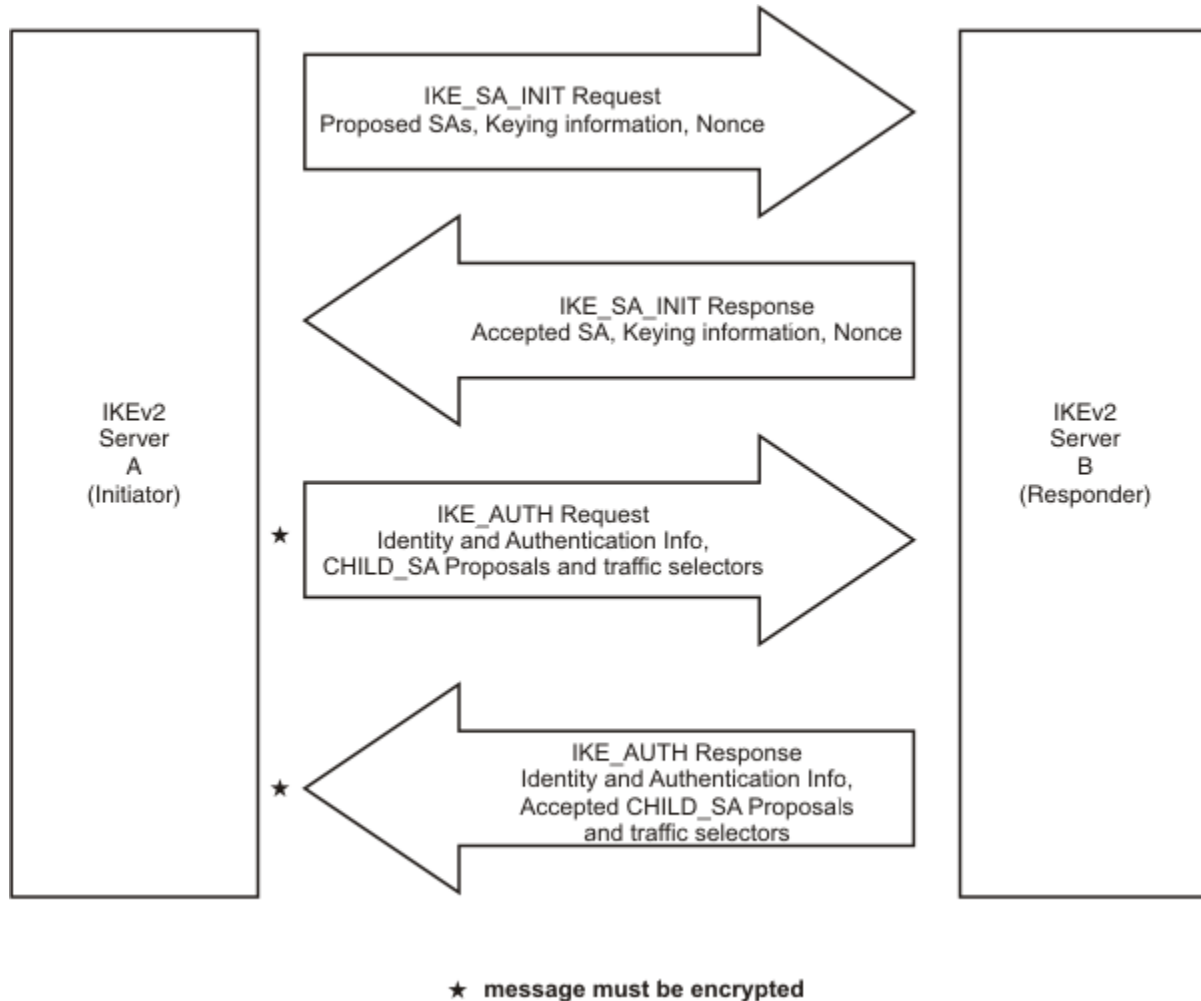 IKE_SA_INIT Request
Proposed SAs, Keying information, Nonce
IKE_SA_INIT Response
Accepted SA, Keying information, Nonce
IKEv2
Server
A
(Initiator)
IKEv2
Server
B
(Responder)
★ IKE_AUTH Request
Identity and Authentication Info,
CHILD_SA Proposals and traffic selectors
★ IKE_AUTH Response
Identity and Authentication Info,
Accepted CHILD_SA Proposals
and traffic selectors
★ message must be encrypted